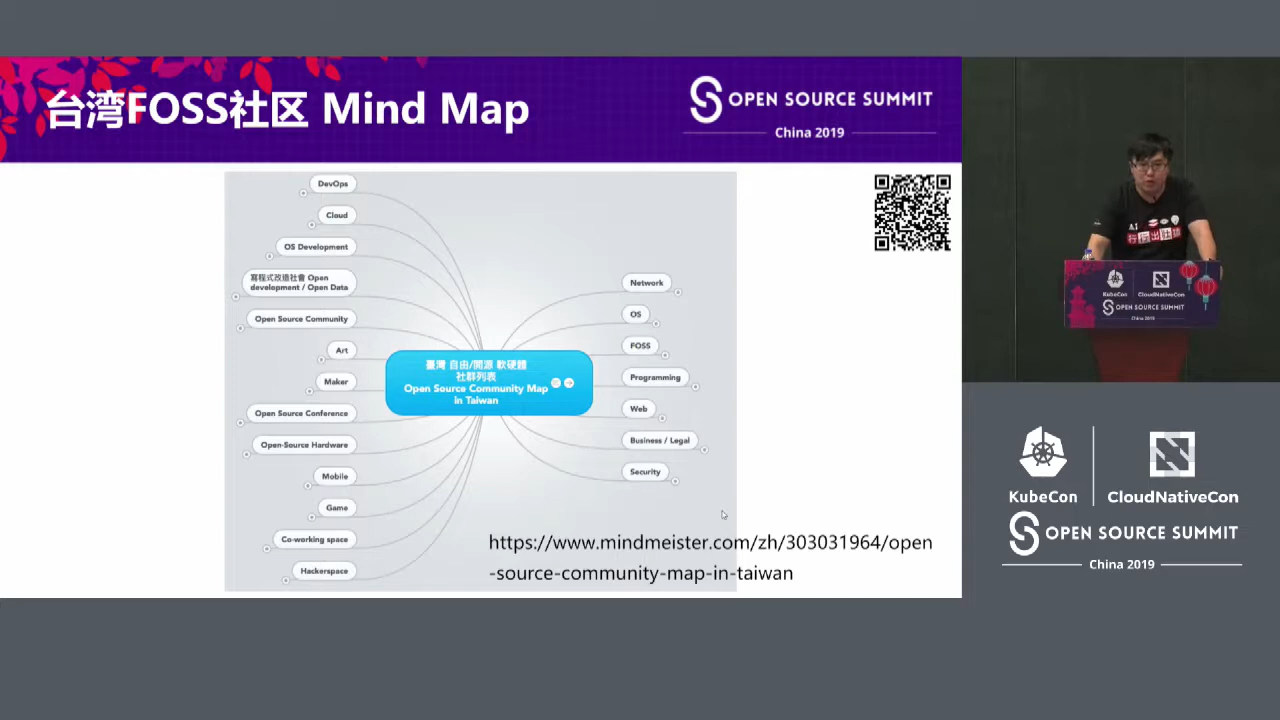 台湾FOSS社区 Mind Map
OPEN SOURCE SUMMIT
China 2019
DevOps
Cloud
OS Development
寫程式改造社會 Open
development / Open Data
Open Source Community
Art
Maker
Open Source Conference
Open-Source Hardware
Mobile
Game
Co-working space
Hackerspace
臺灣 自由/開源 軟硬體
社群列表
Open Source Community Map
in Taiwan
Network
OS
FOSS
Programming
Web
Business / Legal
Security
https://www.mindmeister.com/zh/303031964/open
-source-community-map-in-taiwan
KubeCon
CloudNativeCon
OPEN SOURCE SUMMIT
China 2019
KubeCon
CloudNativeCon
OPEN SOURCE SUMMIT
China 2019